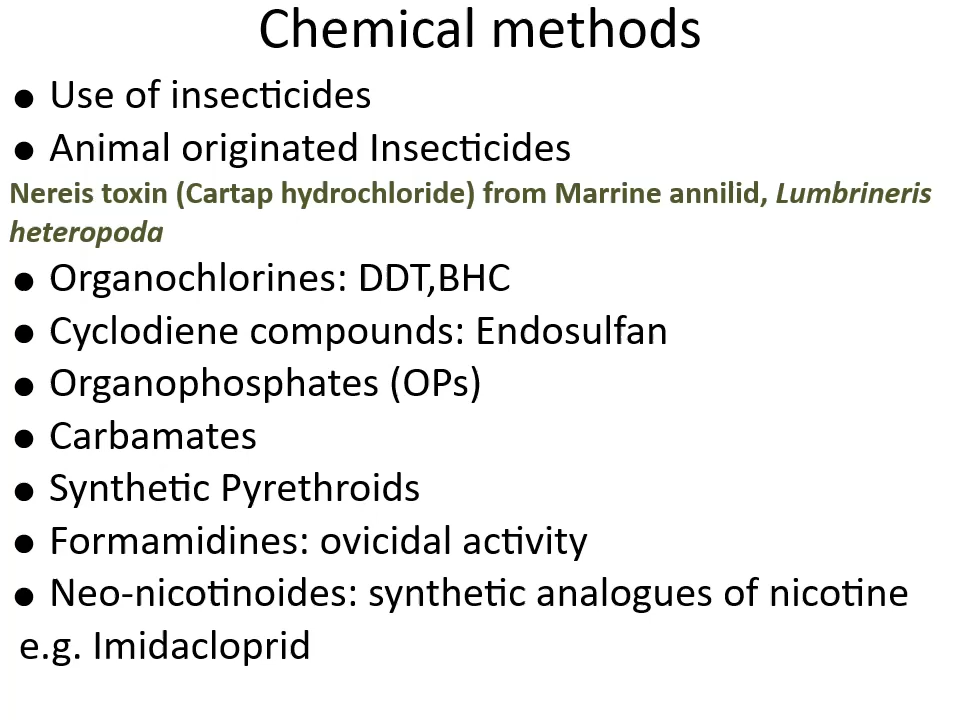 Chemical methods
● Use of insecticides
● Animal originated Insecticides
Nereis toxin (Cartap hydrochloride) from Marrine annilid, Lumbrineris
heteropoda
● Organochlorines: DDT,BHC
● Cyclodiene compounds: Endosulfan
● Organophosphates (OPs)
● Carbamates
● Synthetic Pyrethroids
● Formamidines: ovicidal activity
● Neo-nicotinoides: synthetic analogues of nicotine
e.g. Imidacloprid